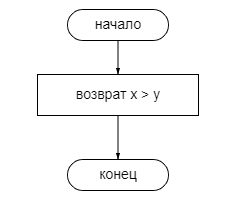 начало
возврат x > y
конец